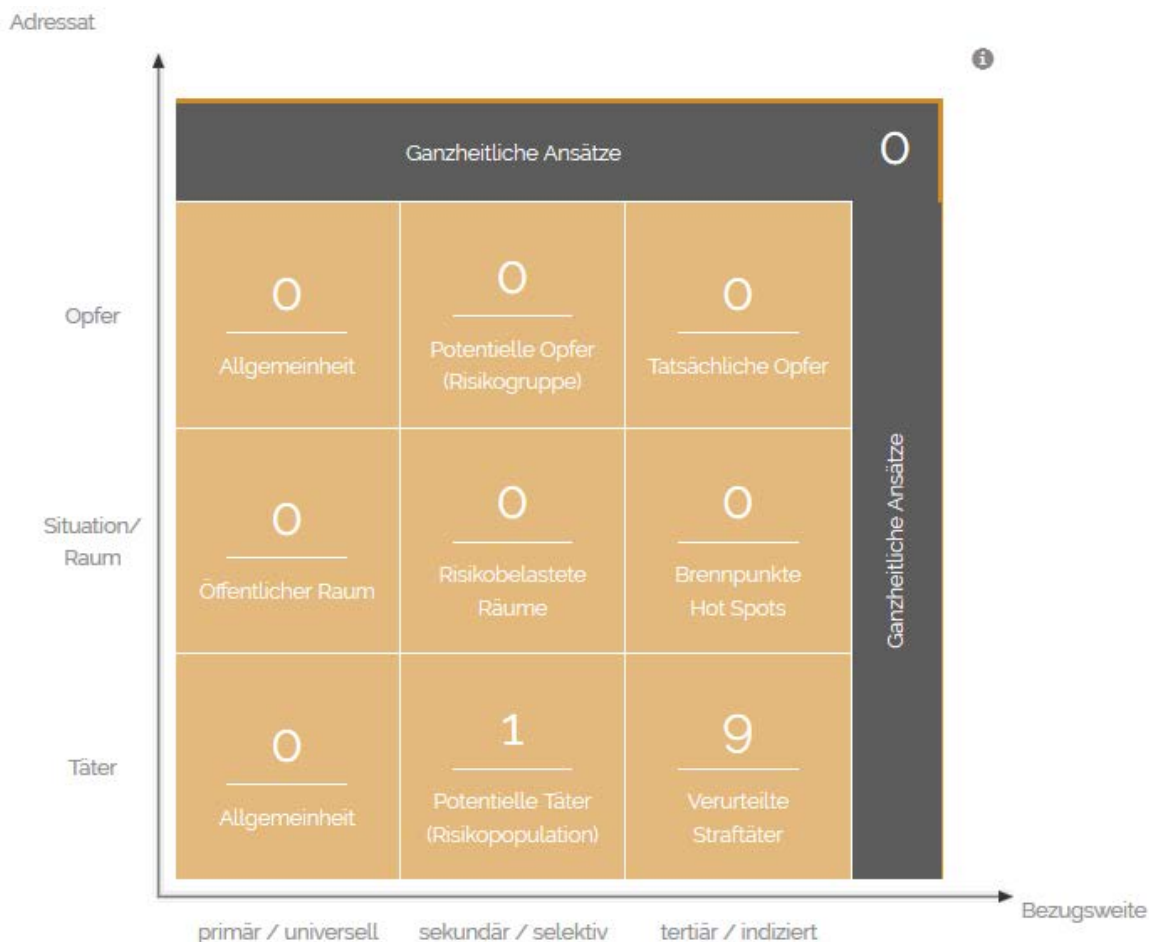 Adressat
i
Ganzheitliche Ansätze
0
Opfer
0
Allgemeinheit
0
Potentielle Opfer
(Risikogruppe)
0
Tatsächliche Opfer
Ganzheitliche Ansätze
Situation/
Raum
0
Öffentlicher Raum
0
Risikobelastete
Räume
0
Brennpunkte
Hot Spots
Täter
0
Allgemeinheit
1
Potentielle Täter
(Risikopopulation)
9
Verurteilte
Straftäter
Bezugsweite
primär / universell
sekundär / selektiv
tertiär / indiziert